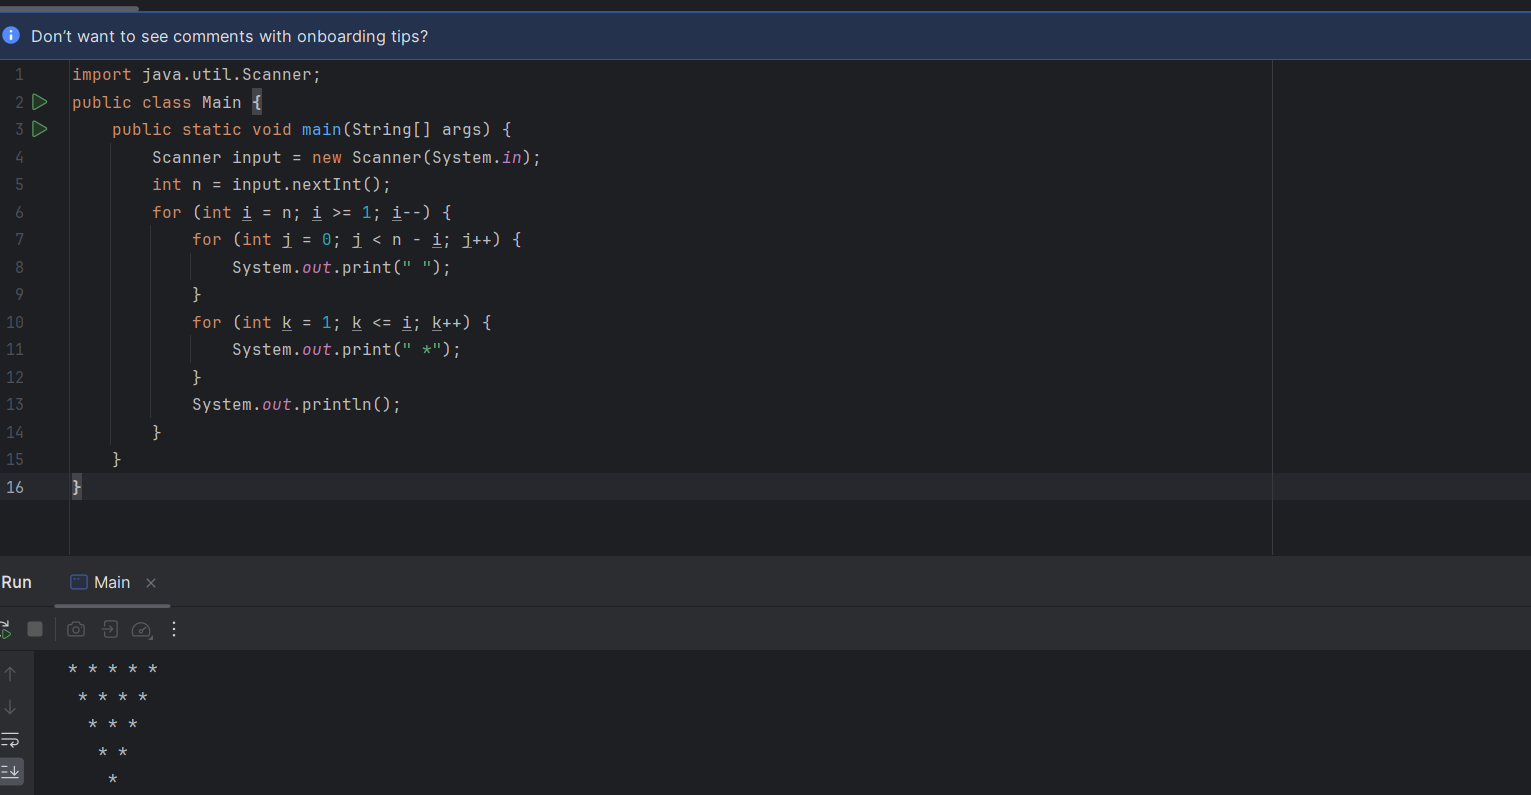 Don't want to see comments with onboarding tips?
1 import java.util.Scanner;
2 public class Main {
3     public static void main(String[] args) {
4         Scanner input = new Scanner(System.in);
5         int n = input.nextInt();
6         for (int i = n; i >= 1; i--) {
7             for (int j = 0; j < n - i; j++) {
8                 System.out.print(" ");
9             }
10             for (int k = 1; k <= i; k++) {
11                 System.out.print(" *");
12             }
13             System.out.println();
14         }
15     }
16 }
Run Main
* * * * *
 * * * *
  * * *
   * *
    *